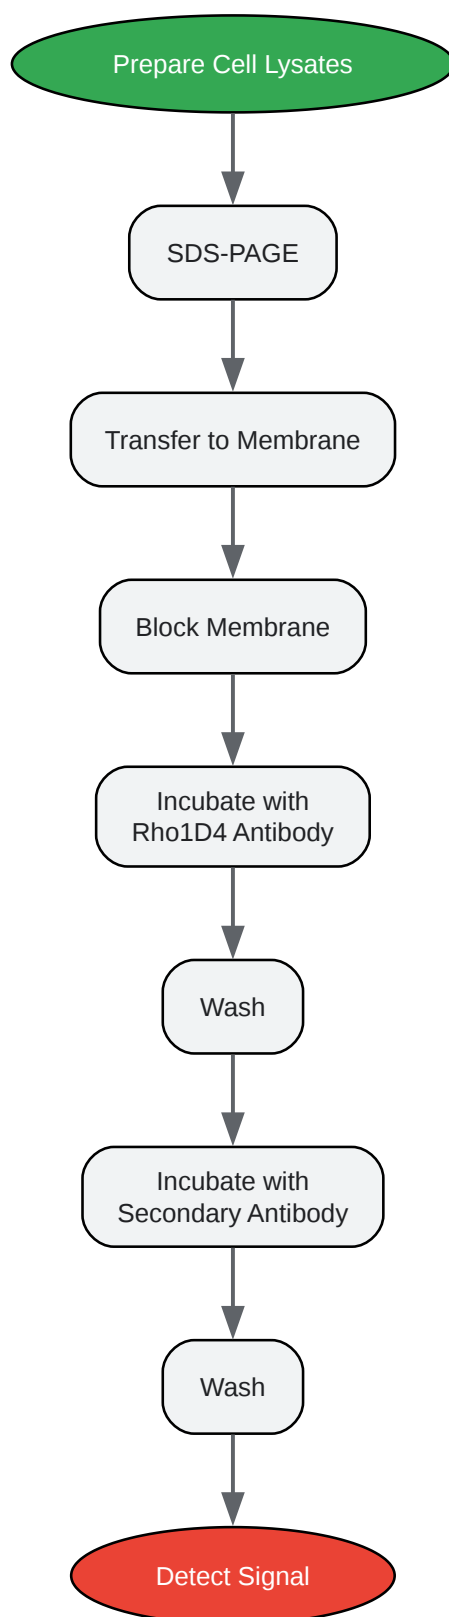 Prepare Cell Lysates
SDS-PAGE
Transfer to Membrane
Block Membrane
Incubate with
Rho1D4 Antibody
Wash
Incubate with
Secondary Antibody
Wash
Detect Signal